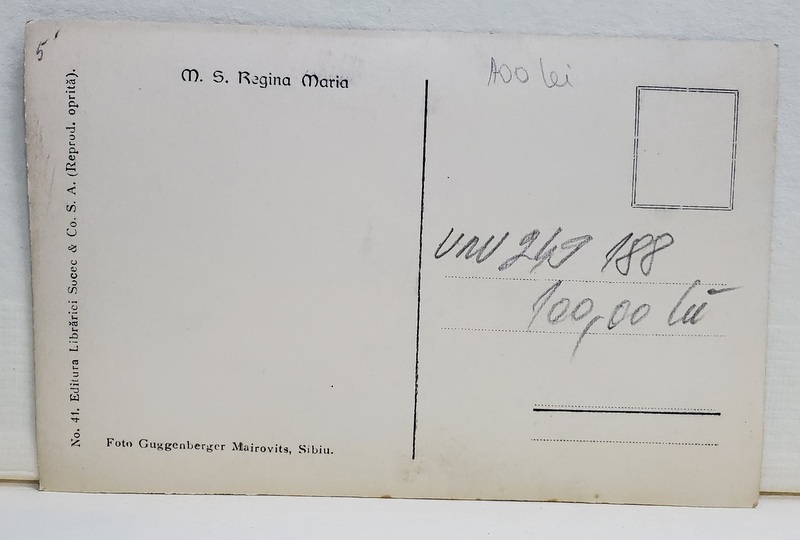 5'
M. S. Regina Maria
100 lei
No. 41. Editura Librăriei Socec & Co. S. A. (Reprod. oprită).
188
100,00 lei
Foto Guggenberger Mairovits, Sibiu.